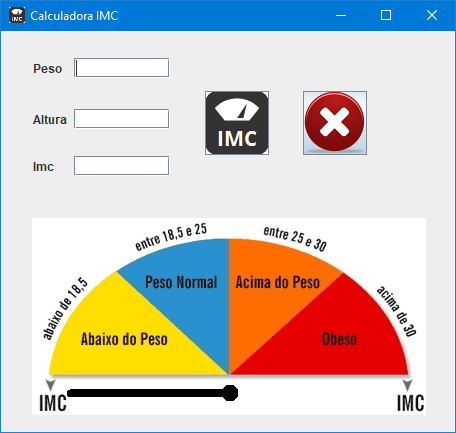 Calculadora IMC
Peso
Altura
IMC
Imc
entre 18,5 e 25
entre 25 e 30
abaixo de 18,5
Peso Normal
Acima do Peso
acima de 30
Abaixo do Peso
Obeso
IMC
IMC